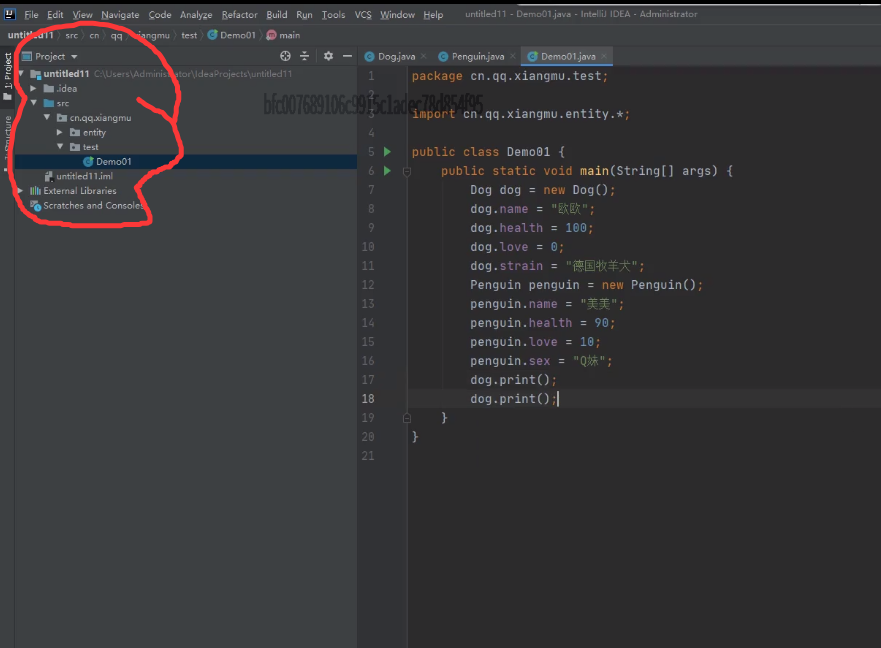 File Edit View Navigate Code Analyze Refactor Build Run Tools VCS Window Help untitled11 - Demo01.java - IntelliJ IDEA - Administrator
untitled11 src cn qq xiangmu test Demo01 main
1: Project
Structure
Project
untitled11 C:\Users\Administrator\IdeaProjects\untitled11
.idea
src
cn.qq.xiangmu
entity
test
Demo01
untitled11.iml
External Libraries
Scratches and Consoles
Dog.java Penguin.java Demo01.java
1 package cn.qq.xiangmu.test;
2
3 import cn.qq.xiangmu.entity.*;
4
5 public class Demo01 {
6 public static void main(String[] args) {
7 Dog dog = new Dog();
8 dog.name = "欧欧";
9 dog.health = 100;
10 dog.love = 0;
11 dog.strain = "德国牧羊犬";
12 Penguin penguin = new Penguin();
13 penguin.name = "美美";
14 penguin.health = 90;
15 penguin.love = 10;
16 penguin.sex = "Q妹";
17 dog.print();
18 dog.print();
19 }
20 }
21